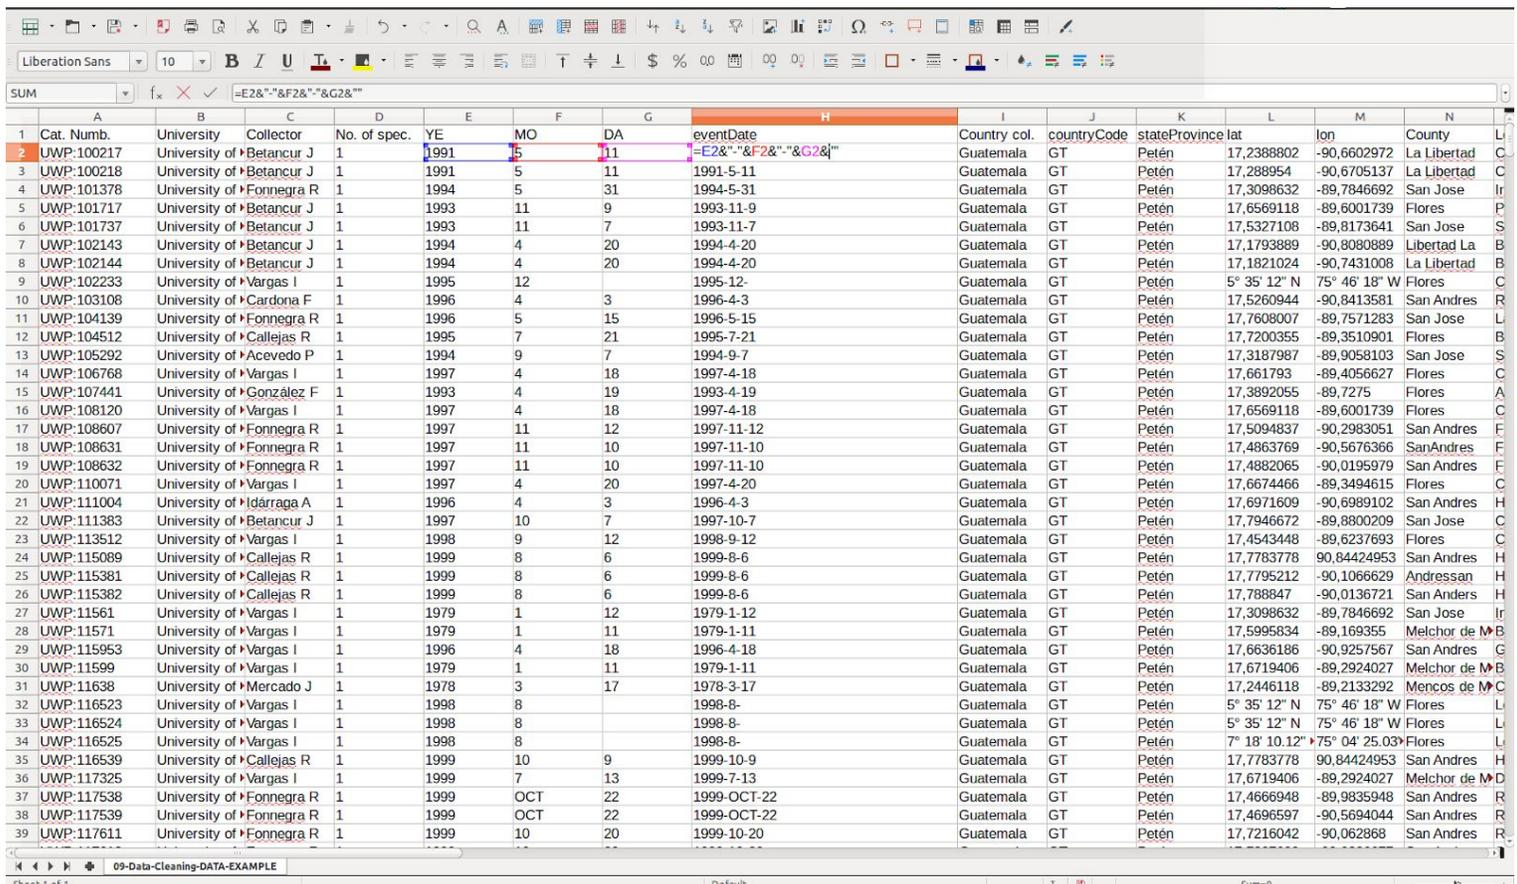 Liberation Sans 10
SUM =E2&"-"&F2&"-"&G2&""
A B C D E F G H I J K L M N
1 Cat. Numb. University Collector No. of spec. YE MO DA eventDate Country col. countryCode stateProvince lat lon County
2 UWP:100217 University of Betancur J 1 1991 5 11 =E2&"-"&F2&"-"&G2&"" Guatemala GT Petén 17,2388802 -90,6602972 La Libertad
3 UWP:100218 University of Betancur J 1 1991 5 11 1991-5-11 Guatemala GT Petén 17,288954 -90,6705137 La Libertad C
4 UWP:101378 University of Fonnegra R 1 1994 5 31 1994-5-31 Guatemala GT Petén 17,3098632 -89,7846692 San Jose
5 UWP:101717 University of Betancur J 1 1993 11 9 1993-11-9 Guatemala GT Petén 17,6569118 -89,6001739 Flores P
6 UWP:101737 University of Betancur J 1 1993 11 7 1993-11-7 Guatemala GT Petén 17,5327108 -89,8173641 San Jose S
7 UWP:102143 University of Betancur J 1 1994 4 20 1994-4-20 Guatemala GT Petén 17,1793889 -90,8080889 Libertad La B
8 UWP:102144 University of Betancur J 1 1994 4 20 1994-4-20 Guatemala GT Petén 17,1821024 -90,7431008 La Libertad B
9 UWP:102233 University of Vargas I 1 1995 12 1995-12- Guatemala GT Petén 5° 35' 12" N 75° 46' 18" W Flores C
10 UWP:103108 University of Cardona F 1 1996 4 3 1996-4-3 Guatemala GT Petén 17,5260944 -90,8413581 San Andres R
11 UWP:104139 University of Fonnegra R 1 1996 5 15 1996-5-15 Guatemala GT Petén 17,7608007 -89,7571283 San Jose
12 UWP:104512 University of Callejas R 1 1995 7 21 1995-7-21 Guatemala GT Petén 17,7200355 -89,3510901 Flores B
13 UWP:105292 University of Acevedo P 1 1994 9 7 1994-9-7 Guatemala GT Petén 17,3187987 -89,9058103 San Jose S
14 UWP:106768 University of Vargas I 1 1997 4 18 1997-4-18 Guatemala GT Petén 17,661793 -89,4056627 Flores C
15 UWP:107441 University of González F 1 1993 4 19 1993-4-19 Guatemala GT Petén 17,3892055 -89,7275 Flores A
16 UWP:108120 University of Vargas I 1 1997 4 18 1997-4-18 Guatemala GT Petén 17,6569118 -89,6001739 Flores C
17 UWP:108607 University of Fonnegra R 1 1997 11 12 1997-11-12 Guatemala GT Petén 17,5094837 -90,2983051 San Andres F
18 UWP:108631 University of Fonnegra R 1 1997 11 10 1997-11-10 Guatemala GT Petén 17,4863769 -90,5676366 SanAndres F
19 UWP:108632 University of Fonnegra R 1 1997 11 10 1997-11-10 Guatemala GT Petén 17,4882065 -90,0195979 San Andres F
20 UWP:110071 University of Vargas I 1 1997 4 20 1997-4-20 Guatemala GT Petén 17,6674466 -89,3494615 Flores C
21 UWP:111004 University of Idárraga A 1 1996 4 3 1996-4-3 Guatemala GT Petén 17,6971609 -90,6989102 San Andres H
22 UWP:111383 University of Betancur J 1 1997 10 7 1997-10-7 Guatemala GT Petén 17,7946672 -89,8800209 San Jose C
23 UWP:113512 University of Vargas I 1 1998 9 12 1998-9-12 Guatemala GT Petén 17,4543448 -89,6237693 Flores C
24 UWP:115089 University of Callejas R 1 1999 8 6 1999-8-6 Guatemala GT Petén 17,7783778 90,84424953 San Andres H
25 UWP:115381 University of Callejas R 1 1999 8 6 1999-8-6 Guatemala GT Petén 17,7795212 -90,1066629 Andressan H
26 UWP:115382 University of Callejas R 1 1999 8 6 1999-8-6 Guatemala GT Petén 17,788847 -90,0136721 San Anders H
27 UWP:11561 University of Vargas I 1 1979 1 12 1979-1-12 Guatemala GT Petén 17,3098632 -89,7846692 San Jose
28 UWP:11571 University of Vargas I 1 1979 1 11 1979-1-11 Guatemala GT Petén 17,5995834 -89,169355 Melchor de M B
29 UWP:115953 University of Vargas I 1 1996 4 18 1996-4-18 Guatemala GT Petén 17,6636186 -90,9257567 San Andres G
30 UWP:11599 University of Vargas I 1 1979 1 11 1979-1-11 Guatemala GT Petén 17,6719406 -89,2924027 Melchor de M B
31 UWP:11638 University of Mercado J 1 1978 3 17 1978-3-17 Guatemala GT Petén 17,2446118 -89,2133292 Mencos de M C
32 UWP:116523 University of Vargas I 1 1998 8 1998-8- Guatemala GT Petén 5° 35' 12" N 75° 46' 18" W Flores
33 UWP:116524 University of Vargas I 1 1998 8 1998-8- Guatemala GT Petén 5° 35' 12" N 75° 46' 18" W Flores
34 UWP:116525 University of Vargas I 1 1998 8 1998-8- Guatemala GT Petén 7° 18' 10.12" 75° 04' 25.03" Flores
35 UWP:116539 University of Callejas R 1 1999 10 9 1999-10-9 Guatemala GT Petén 17,7783778 90,84424953 San Andres H
36 UWP:117325 University of Vargas I 1 1999 7 13 1999-7-13 Guatemala GT Petén 17,6719406 -89,2924027 Melchor de M D
37 UWP:117538 University of Fonnegra R 1 1999 OCT 22 1999-OCT-22 Guatemala GT Petén 17,4666948 -89,9835948 San Andres R
38 UWP:117539 University of Fonnegra R 1 1999 OCT 22 1999-OCT-22 Guatemala GT Petén 17,4696597 -90,5694044 San Andres R
39 UWP:117611 University of Fonnegra R 1 1999 10 20 1999-10-20 Guatemala GT Petén 17,7216042 -90,062868 San Andres R
09-Data-Cleaning-DATA-EXAMPLE
Sheet 1 of 1 Default Sum=0